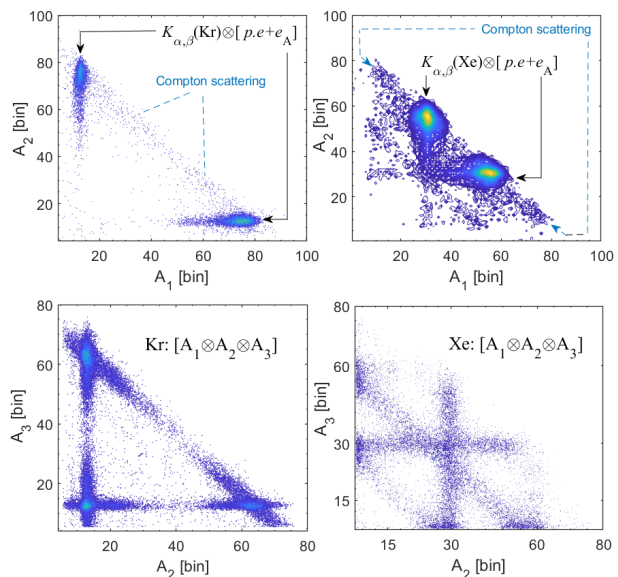 K_{α,β}(Kr)⊗[ p.e+e_A]
Compton scattering
A_2 [bin]
100
80
60
40
20
20 40 60 80 100
A_1 [bin]
Compton scattering
K_{α,β}(Xe)⊗[ p.e+e_A]
A_2 [bin]
100
80
60
40
20
20 40 60 80 100
A_1 [bin]
Kr: [A_1⊗A_2⊗A_3]
A_3 [bin]
80
60
40
20
20 40 60 80
A_2 [bin]
Xe: [A_1⊗A_2⊗A_3]
A_3 [bin]
80
60
30
15
15 30 60 80
A_2 [bin]